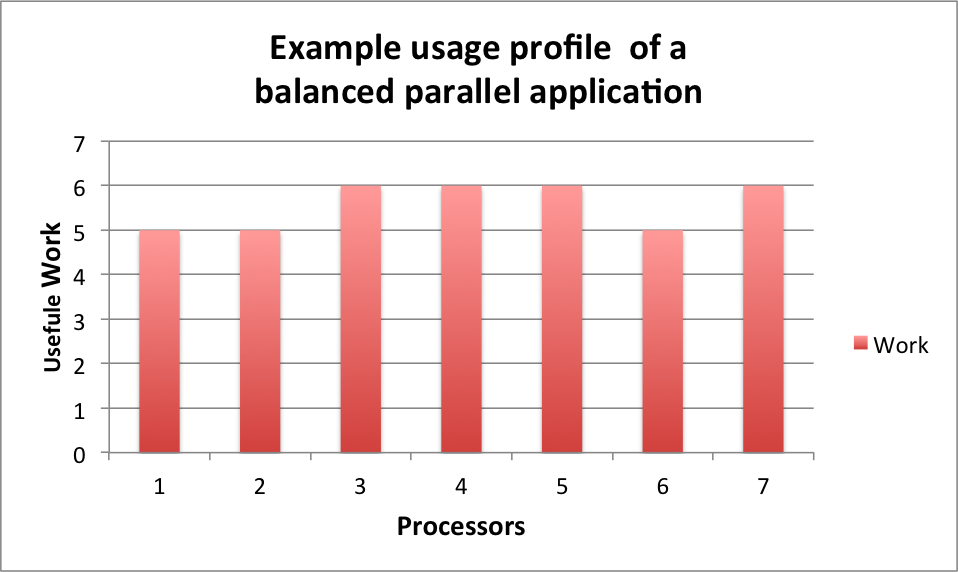 Example usage profile of a
balanced parallel application
7
6
5
4
3
2
1
0
Usefule Work
1 2 3 4 5 6 7
Processors
Work